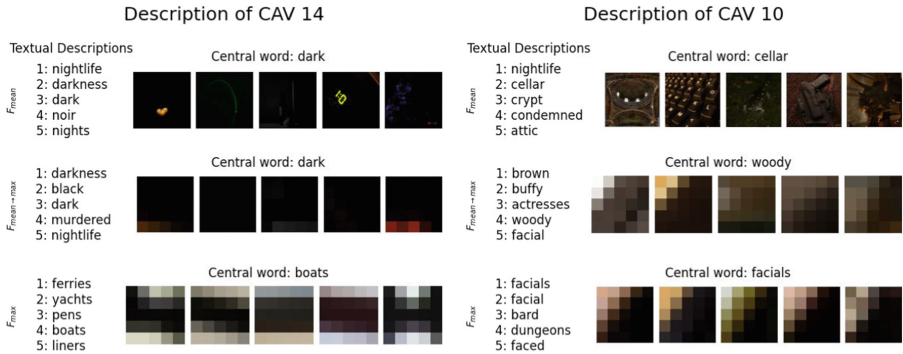 Description of CAV 14
Textual Descriptions
Central word: dark
F_mean
1: nightlife
2: darkness
3: dark
4: noir
5: nights
Central word: dark
F_mean→max
1: darkness
2: black
3: dark
4: murdered
5: nightlife
Central word: boats
F_max
1: ferries
2: yachts
3: pens
4: boats
5: liners
Description of CAV 10
Textual Descriptions
Central word: cellar
F_mean
1: nightlife
2: cellar
3: crypt
4: condemned
5: attic
Central word: woody
F_mean→max
1: brown
2: buffy
3: actresses
4: woody
5: facial
Central word: facials
F_max
1: facials
2: facial
3: bard
4: dungeons
5: faced